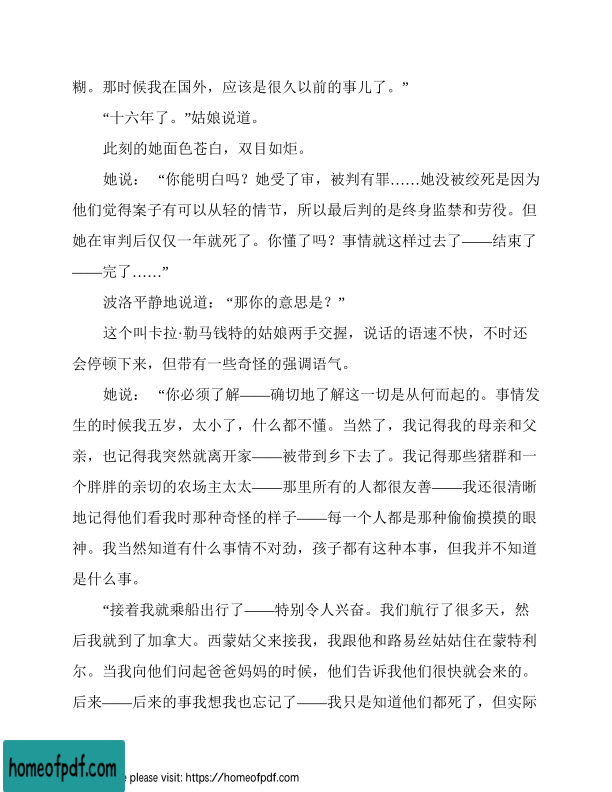 糊。那时候我在国外，应该是很久以前的事儿了。”
“十六年了。”姑娘说道。
此刻的她面色苍白，双目如炬。
她说： “你能明白吗？她受了审，被判有罪……她没被绞死是因为
他们觉得案子有可以从轻的情节，所以最后判的是终身监禁和劳役。但
她在审判后仅仅一年就死了。你懂了吗？事情就这样过去了——结束了
——完了……”
波洛平静地说道： “那你的意思是？”
这个叫卡拉·勒马钱特的姑娘两手交握，说话的语速不快，不时还
会停顿下来，但带有一些奇怪的强调语气。
她说： “你必须了解——确切地了解这一切是从何而起的。事情发
生的时候我五岁，太小了，什么都不懂。当然了，我记得我的母亲和父
亲，也记得我突然就离开家——被带到乡下去了。我记得那些猪群和一
个胖胖的亲切的农场主太太——那里所有的人都很友善——我还很清晰
地记得他们看我时那种奇怪的样子——每一个人都是那种偷偷摸摸的眼
神。我当然知道有什么事情不对劲，孩子都有这种本事，但我并不知道
是什么事。
“接着我就乘船出行了——特别令人兴奋。我们航行了很多天，然
后我就到了加拿大。西蒙姑父来接我，我跟他和路易丝姑姑住在蒙特利
尔。当我向他们问起爸爸妈妈的时候，他们告诉我他们很快就会来的。
后来——后来的事我想我也忘记了——我只是知道他们都死了，但实际
homeofpdf.com
e please visit: https://homeofpdf.com